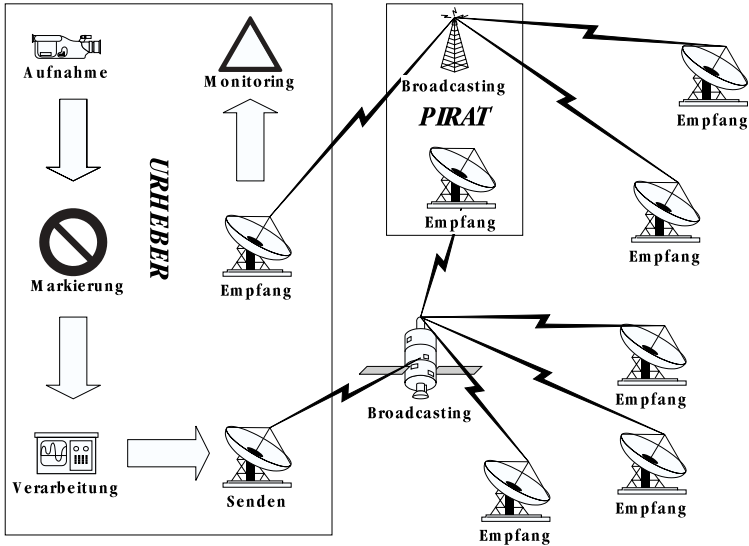 Aufnahme
Monitoring
Broadcasting
PIRAT
Empfang
URHEBER
Empfang
Empfang
Markierung
Empfang
Empfang
Broadcasting
Empfang
Verarbeitung
Senden
Empfang
Empfang